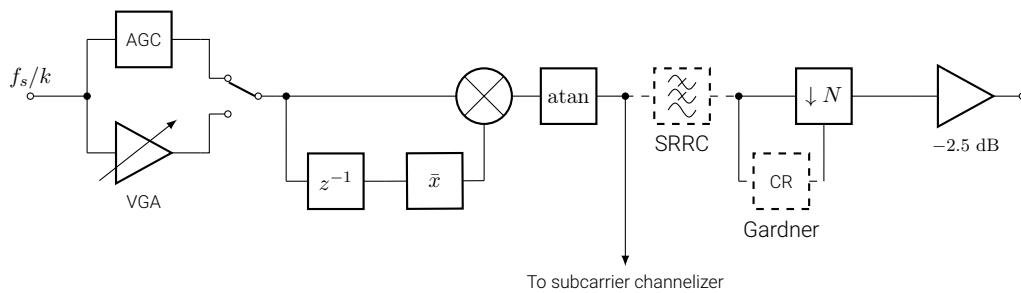 AGC
f_s/k
VGA
z^{-1}
x̄
atan
SRRC
↓ N
CR
Gardner
−2.5 dB
To subcarrier channelizer